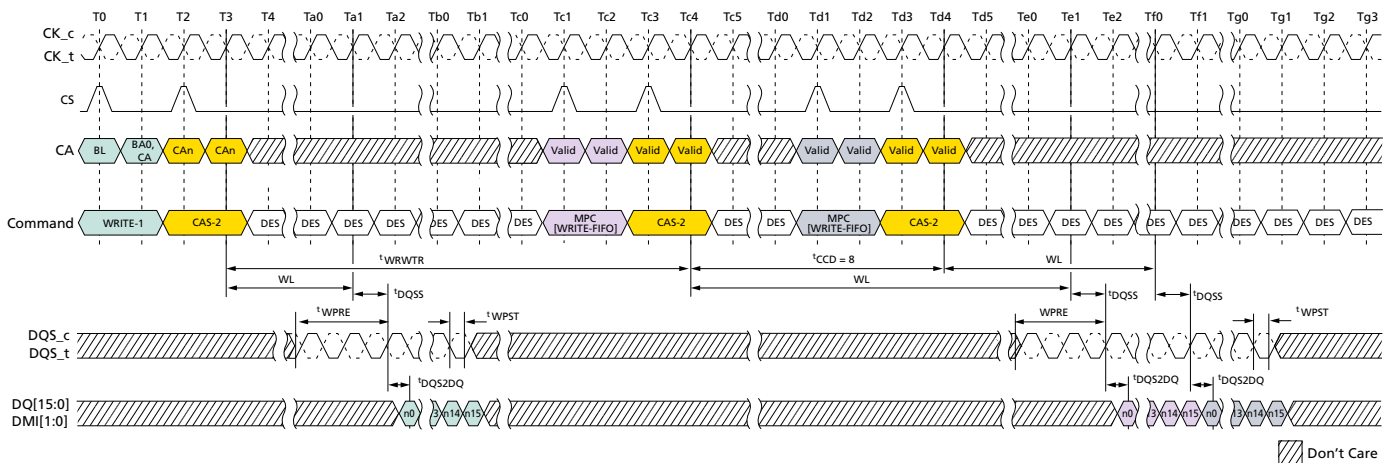 T0 T1 T2 T3 T4 Ta0 Ta1 Ta2 Tb0 Tb1 Tc0 Tc1 Tc2 Tc3 Tc4 Tc5 Td0 Td1 Td2 Td3 Td4 Td5 Te0 Te1 Te2 Tf0 Tf1 Tg0 Tg1 Tg2 Tg3
CK_c
CK_t
CS
CA BL BA0, CA CAn CAn Valid Valid Valid Valid Valid Valid Valid Valid
Command WRITE-1 CAS-2 DES DES DES DES DES DES DES MPC [WRITE-FIFO] CAS-2 DES DES MPC [WRITE-FIFO] CAS-2 DES DES DES DES DES DES DES DES DES DES
tWRWTR tCCD = 8 WL
WL WL
tDQSS tDQSS tDQSS
tWPRE tWPST WPRE tWPST
DQS_c
DQS_t
tDQS2DQ tDQS2DQ tDQS2DQ
DQ[15:0]
DMI[1:0]
n0 n14 n15 n0 n14 n15 n0 n14 n15
Don't Care